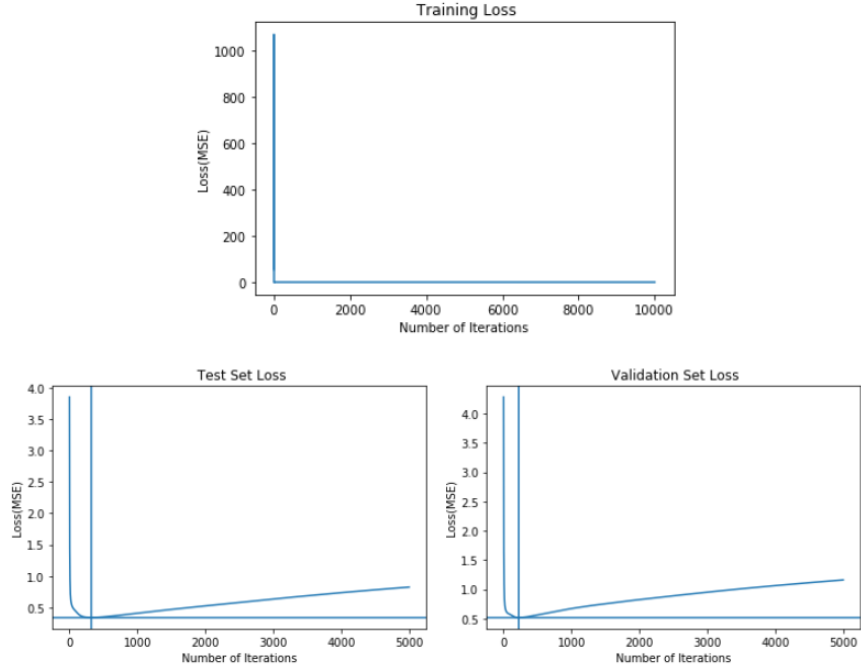 Training Loss
1000
800
600
400
200
0
Loss(MSE)
0 2000 4000 6000 8000 10000
Number of Iterations
Test Set Loss
4.0
3.5
3.0
2.5
2.0
1.5
1.0
0.5
Loss(MSE)
0 1000 2000 3000 4000 5000
Number of Iterations
Validation Set Loss
4.0
3.5
3.0
2.5
2.0
1.5
1.0
0.5
Loss(MSE)
0 1000 2000 3000 4000 5000
Number of Iterations